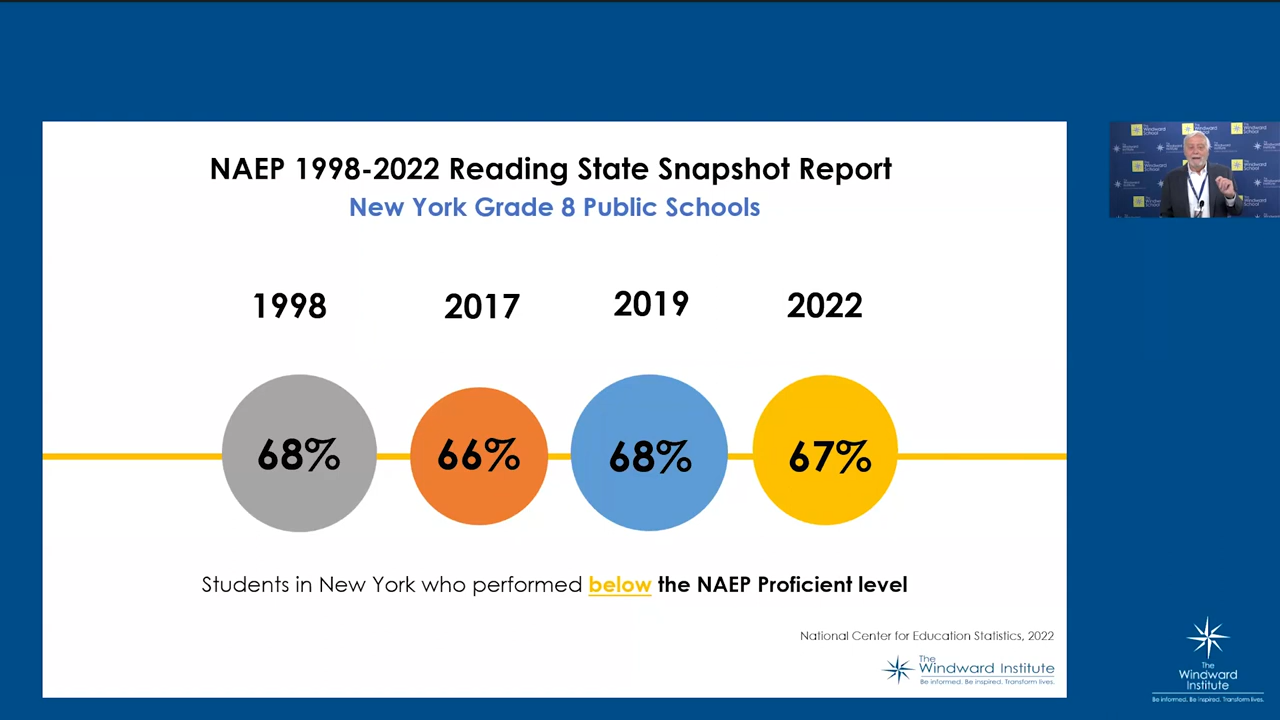 NAEP 1998-2022 Reading State Snapshot Report
New York Grade 8 Public Schools
1998
2017
2019
2022
68%
66%
68%
67%
Students in New York who performed below the NAEP Proficient level
National Center for Education Statistics, 2022
The
Windward Institute
Be informed. Be inspired. Transform lives.
The
Windward
Institute
Be informed. Be inspired. Transform lives.